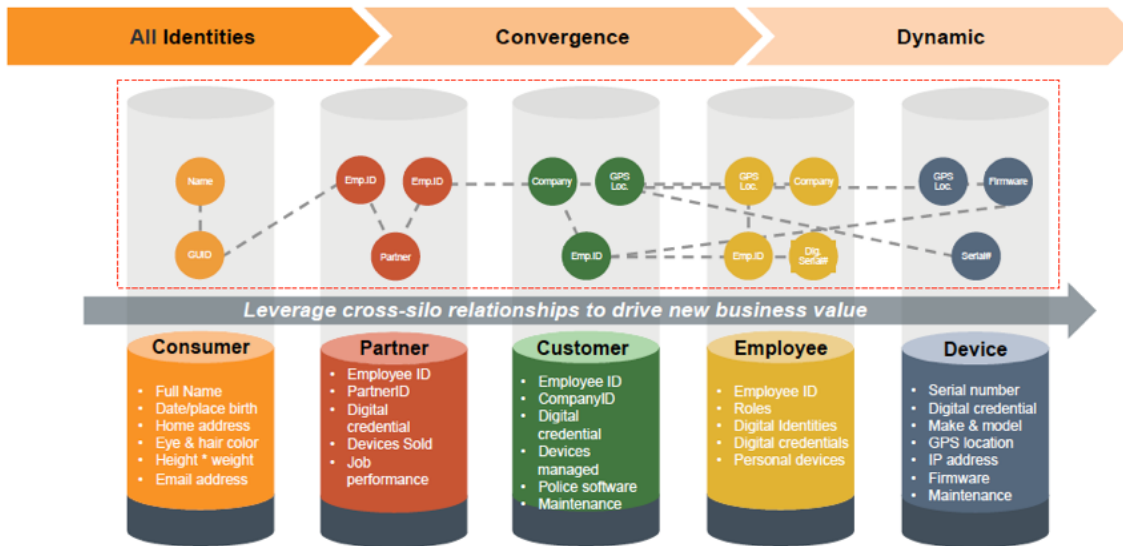 All Identities
Convergence
Dynamic
Name
GUID
Emp.ID
Emp.ID
Partner
Company
GPS
Loc.
Emp.ID
GPS
Loc.
Company
Emp.ID
Dig.
Serial#
GPS
Loc.
Firmware
Serial#
Leverage cross-silo relationships to drive new business value
Consumer
• Full Name
• Date/place birth
• Home address
• Eye & hair color
• Height * weight
• Email address
Partner
• Employee ID
• PartnerID
• Digital
credential
• Devices Sold
• Job
performance
Customer
• Employee ID
• CompanyID
• Digital
credential
• Devices
managed
• Police software
• Maintenance
Employee
• Employee ID
• Roles
• Digital Identities
• Digital credentials
• Personal devices
Device
• Serial number
• Digital credential
• Make & model
• GPS location
• IP address
• Firmware
• Maintenance